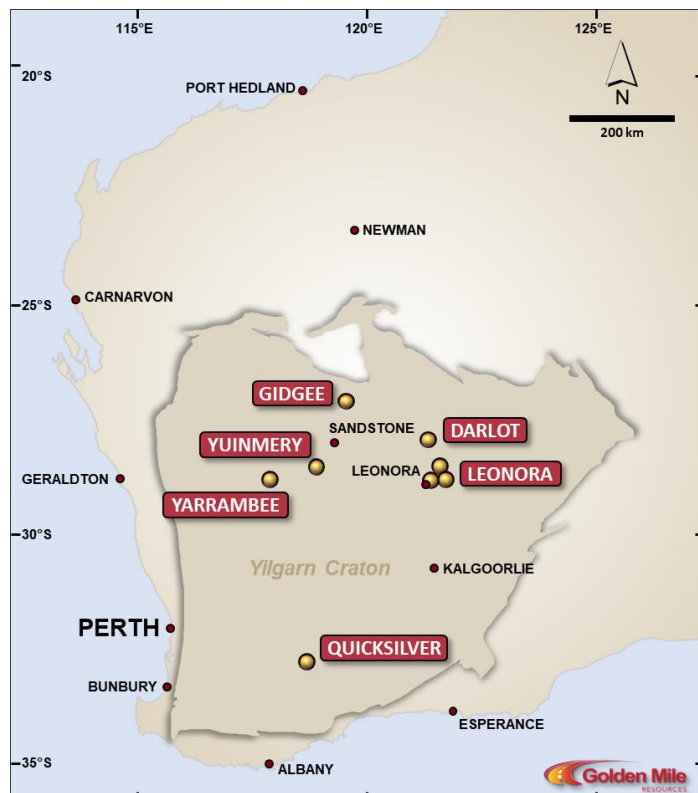 115°E
120°E
125°E
20°S
PORT HEDLAND
N
200 km
NEWMAN
25°S
CARNARVON
GIDGEE
SANDSTONE
DARLOT
YUINMERY
LEONORA
LEONORA
GERALDTON
YARRAMBEE
30°S
Yilgarn Craton
KALGOORLIE
PERTH
QUICKSILVER
BUNBURY
ESPERANCE
35°S
ALBANY
Golden Mile
RESOURCES